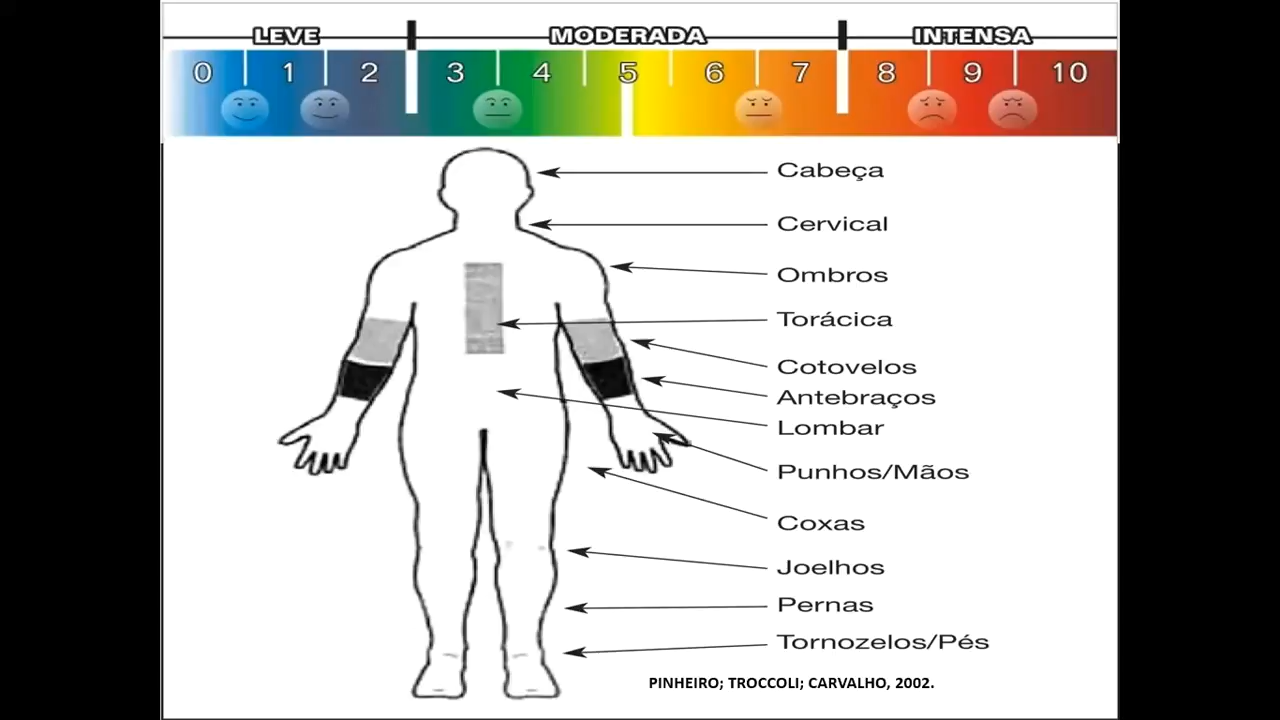 LEVE MODERADA INTENSA
0 1 2 3 4 5 6 7 8 9 10
Cabeça
Cervical
Ombros
Torácica
Cotovelos
Antebraços
Lombar
Punhos/Mãos
Coxas
Joelhos
Pernas
Tornozelos/Pés
PINHEIRO; TROCCOLI; CARVALHO, 2002.